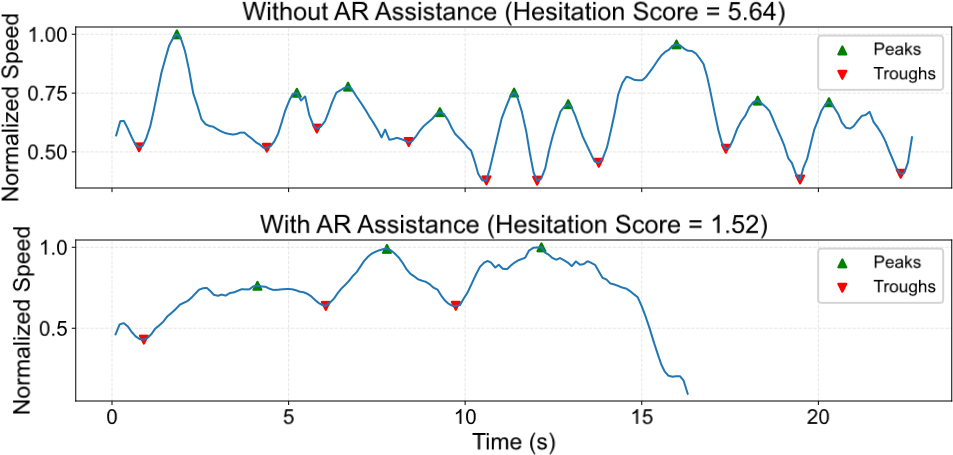 Without AR Assistance (Hesitation Score = 5.64)
Normalized Speed
1.00
0.75
0.50
Peaks
Troughs
With AR Assistance (Hesitation Score = 1.52)
Normalized Speed
1.0
0.5
Peaks
Troughs
0 5 10 15 20
Time (s)